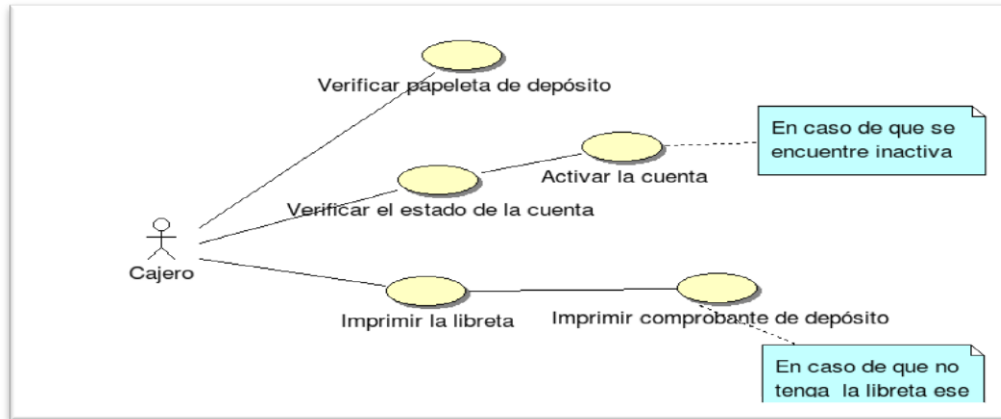 Verificar papeleta de depósito
En caso de que se
encuentre inactiva
Activar la cuenta
Verificar el estado de la cuenta
Cajero
Imprimir la libreta
Imprimir comprobante de depósito
En caso de que no
tenga la libreta ese